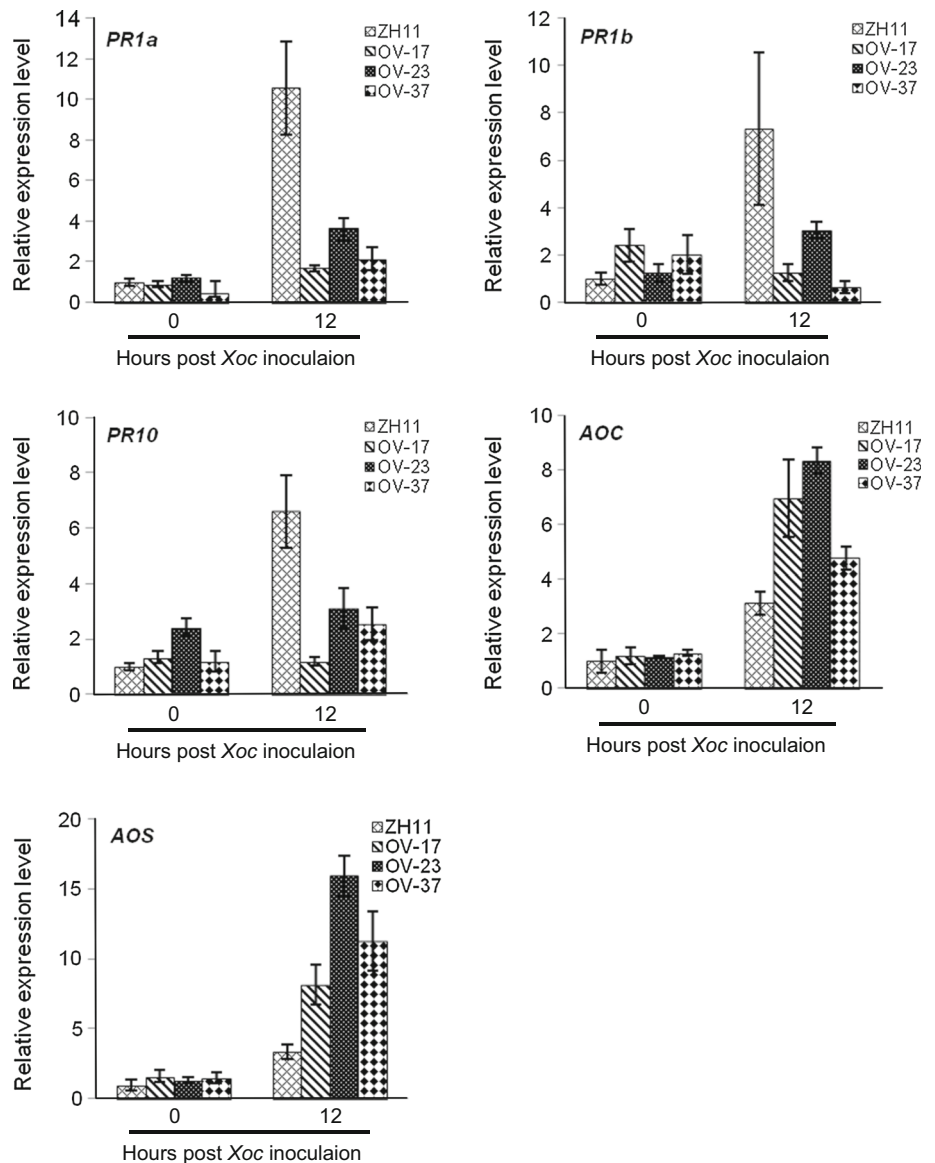 PR1a
Relative expression level
14
12
10
8
6
4
2
0
ZH11
OV-17
OV-23
OV-37
0
12
Hours post Xoc inoculaion
PR1b
Relative expression level
12
10
8
6
4
2
0
ZH11
OV-17
OV-23
OV-37
0
12
Hours post Xoc inoculaion
PR10
Relative expression level
10
8
6
4
2
0
ZH11
OV-17
OV-23
OV-37
0
12
Hours post Xoc inoculaion
AOC
Relative expression level
10
8
6
4
2
0
ZH11
OV-17
OV-23
OV-37
0
12
Hours post Xoc inoculaion
AOS
Relative expression level
20
15
10
5
0
ZH11
OV-17
OV-23
OV-37
0
12
Hours post Xoc inoculaion